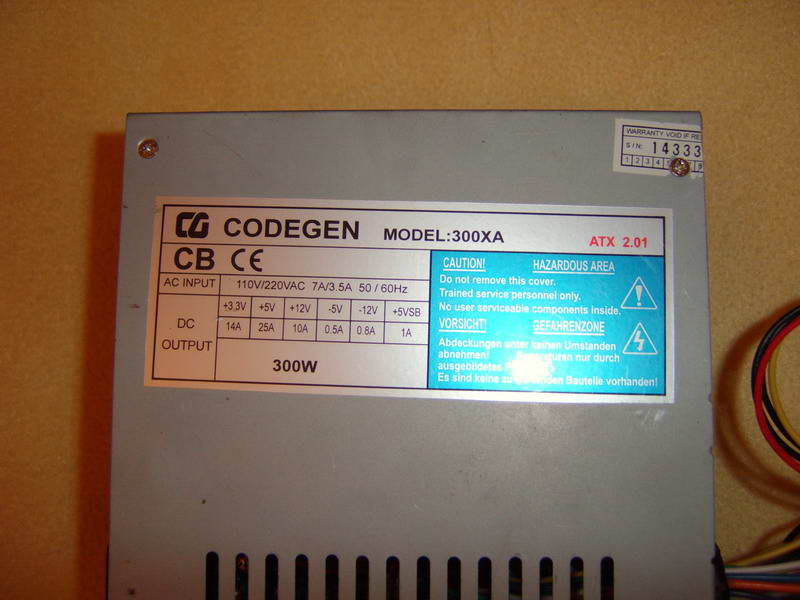 WARRANTY VOID IF RE
S/N: 14333
1 2 3 4
CG CODEGEN MODEL:300XA ATX 2.01
CB CE
AC INPUT 110V/220VAC 7A/3.5A 50 / 60Hz
DC OUTPUT
+3.3V +5V +12V -5V -12V +5VSB
14A 25A 10A 0.5A 0.8A 1A
300W
CAUTION! HAZARDOUS AREA
Do not remove this cover.
Trained service personnel only.
No user serviceable components inside.
VORSICHT! GEFAHRENZONE
Abdeckungen unter keinen Umständen
abnehmen! nur durch
ausgebildetes
Es sind keine Bauteile vorhanden!